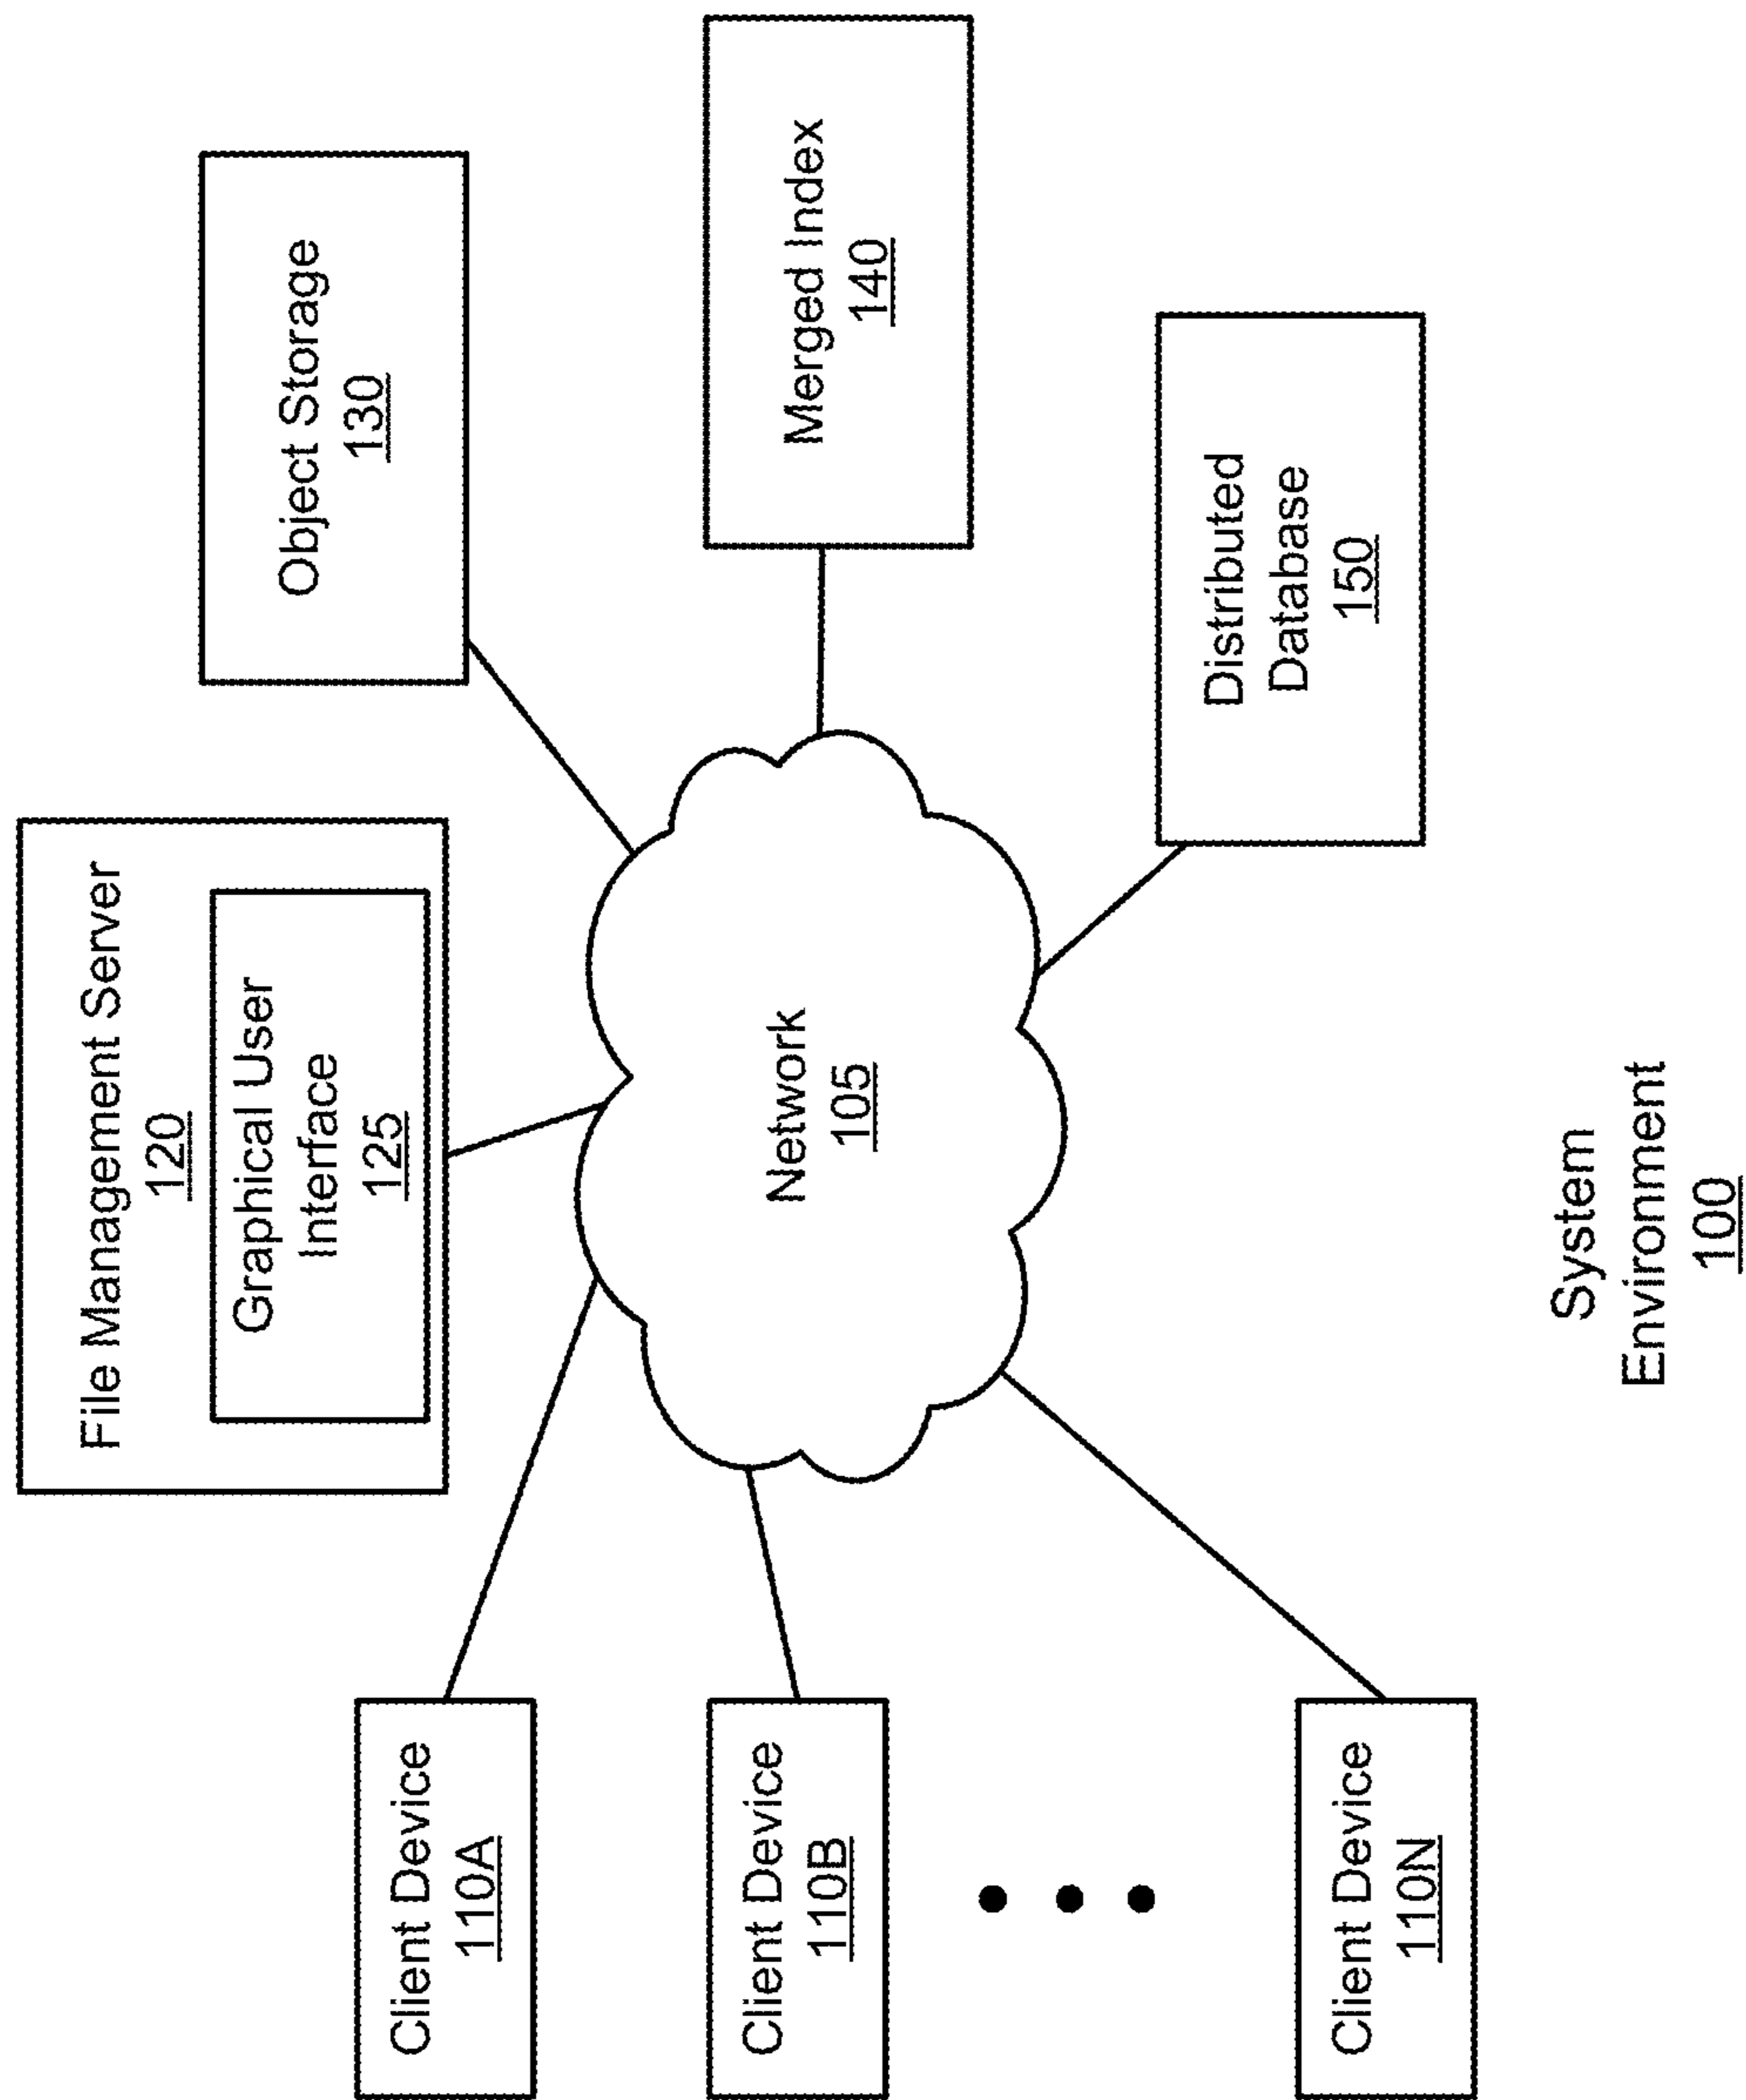 File Management Server
120
Graphical User
Interface
125
Object Storage
130
Client Device
110A
Client Device
110B
Client Device
110N
Network
105
Merged Index
140
Distributed
Database
150
System
Environment
100